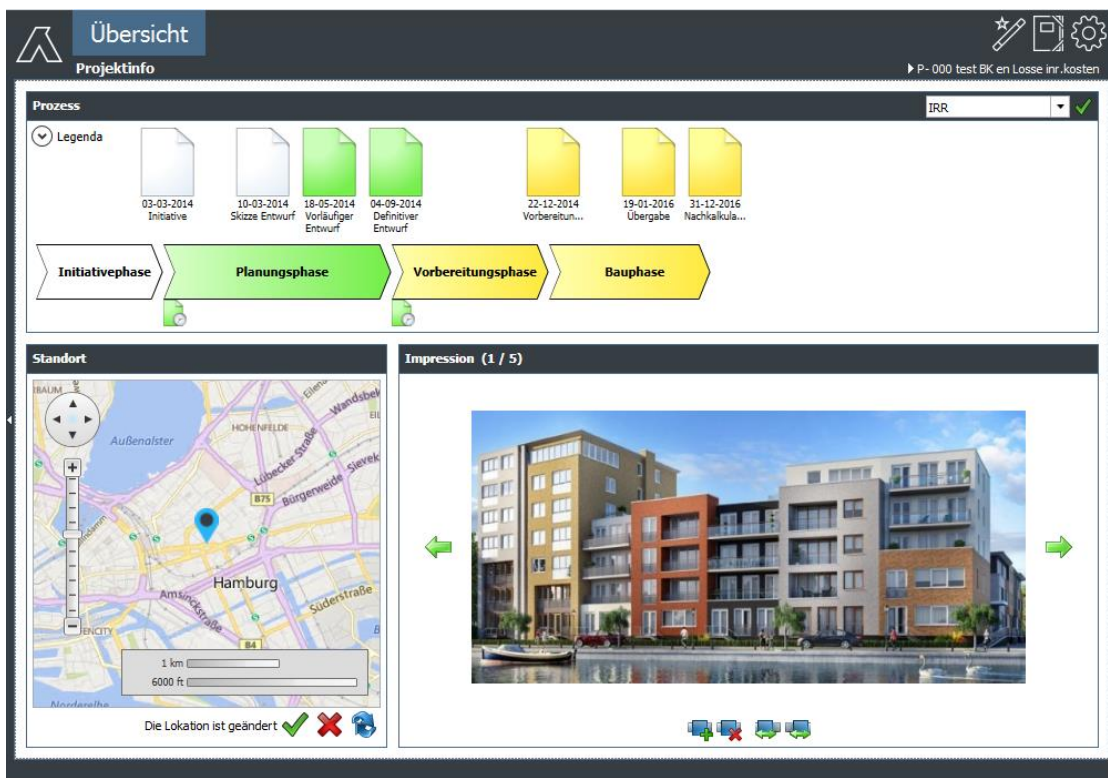 Übersicht
Projektinfo
P- 000 test BK en Losse inr.kosten
Prozess
IRR
Legenda
03-03-2014
Initiative
10-03-2014
Skizze Entwurf
18-05-2014
Vorläufiger
Entwurf
04-09-2014
Definitiver
Entwurf
22-12-2014
Vorbereitun...
19-01-2016
Übergabe
31-12-2016
Nachkalkula...
Initiativephase
Planungsphase
Vorbereitungsphase
Bauphase
Standort
Außenalster
HOHENFELDE
Wandsbek
Lübecker Straße
Sievek
B75
Bürgerweide
Hamburg
Amsinckstraße
Süderstraße
B4
1 km
6000 ft
Norderelbe
Die Lokation ist geändert
Impression (1 / 5)